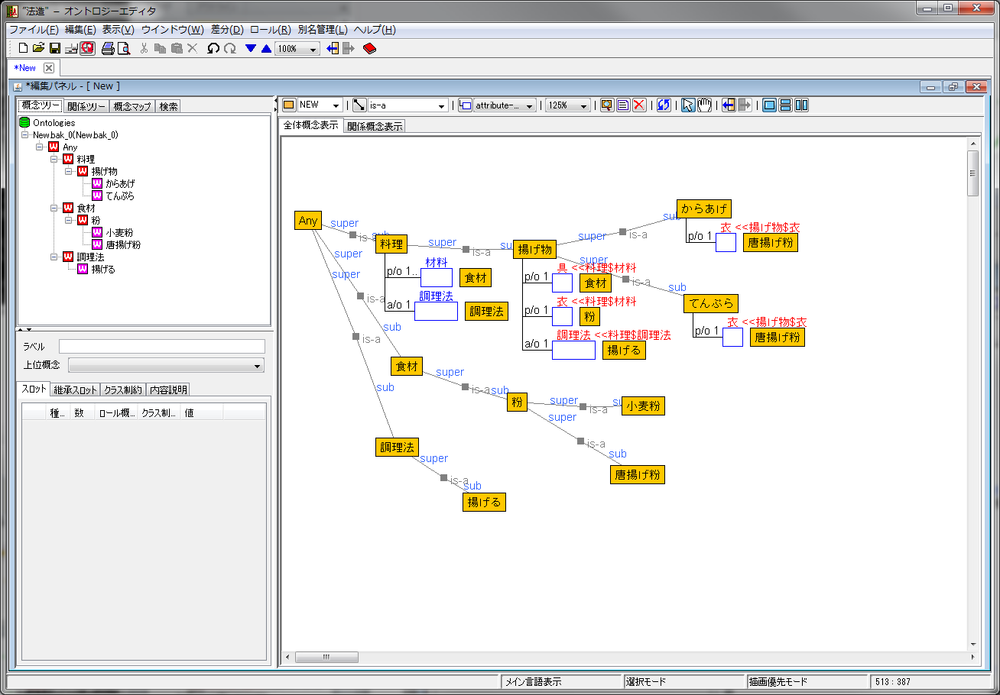 "法造" － オントロジーエディタ
ファイル(F) 編集(E) 表示(V) ウインドウ(W) 差分(D) ロール(R) 別名管理(L) ヘルプ(H)
100%
*New
*編集パネル - [ New ]
概念ツリー 関係ツリー 概念マップ 検索
NEW is-a attribute-... 125%
全体概念表示 関係概念表示
Ontologies
New.bak_0(New.bak_0)
Any
料理
揚げ物
からあげ
てんぷら
食材
粉
小麦粉
唐揚げ粉
調理法
揚げる
ラベル
上位概念
スロット 継承スロット クラス制約 内容説明
種... 数 ロール概... クラス制... 値
Any
super
is-a
sub
料理
super
is-a
揚げ物
super
sub
is-a
からあげ
衣 <<揚げ物$衣
p/o 1
唐揚げ粉
材料
p/o 1..
食材
調理法
a/o 1
調理法
super
super
super
is-a
sub
てんぷら
衣 <<揚げ物$衣
p/o 1
唐揚げ粉
具 <<料理$材料
p/o 1
食材
衣 <<料理$材料
p/o 1
粉
調理法 <<料理$調理法
a/o 1
揚げる
is-a
sub
is-a
食材
super
is-a
sub
粉
super
is-a
小麦粉
super
is-a
sub
唐揚げ粉
sub
調理法
super
is-a
sub
揚げる
メイン言語表示 選択モード 描画優先モード 513 : 387